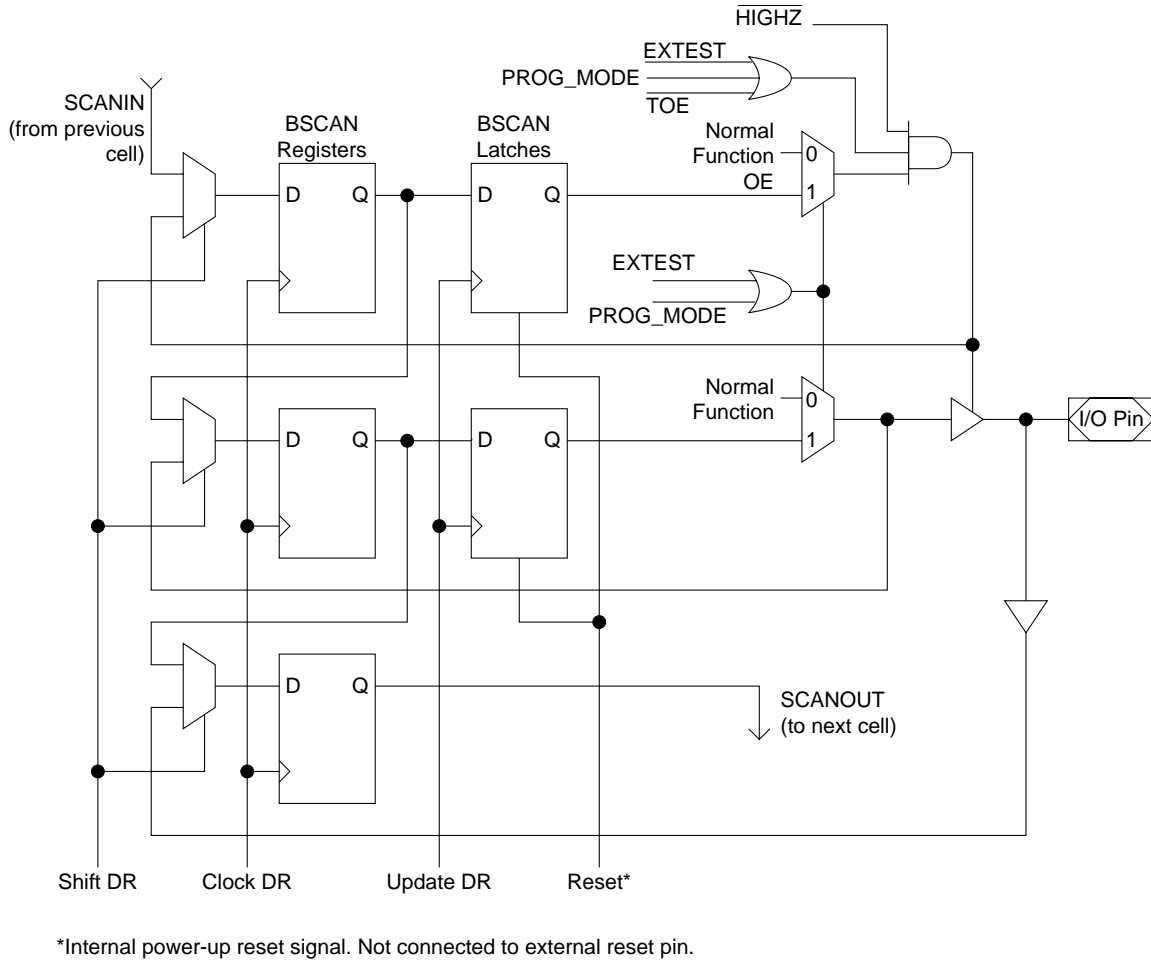 HIGHZ
EXTEST
PROG_MODE
TOE
SCANIN
(from previous
cell)
BSCAN
Registers
BSCAN
Latches
Normal
Function
OE
0
1
D Q
D Q
EXTEST
PROG_MODE
Normal
Function
0
1
I/O Pin
D Q
D Q
D Q
SCANOUT
(to next cell)
Shift DR
Clock DR
Update DR
Reset*
*Internal power-up reset signal. Not connected to external reset pin.